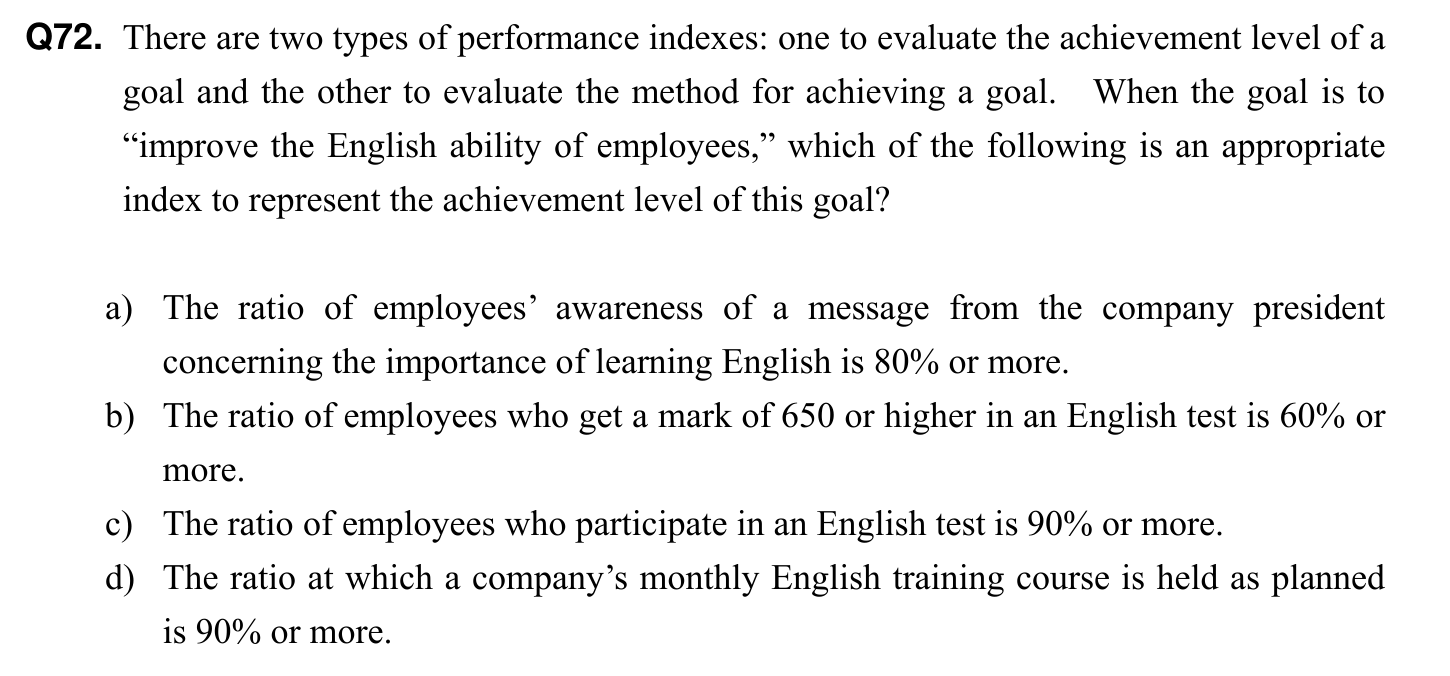 Q72. There are two types of performance indexes: one to evaluate the achievement level of a
goal and the other to evaluate the method for achieving a goal. When the goal is to
“improve the English ability of employees,” which of the following is an appropriate
index to represent the achievement level of this goal?
a) The ratio of employees’ awareness of a message from the company president
concerning the importance of learning English is 80% or more.
b) The ratio of employees who get a mark of 650 or higher in an English test is 60% or
more.
c) The ratio of employees who participate in an English test is 90% or more.
d) The ratio at which a company’s monthly English training course is held as planned
is 90% or more.